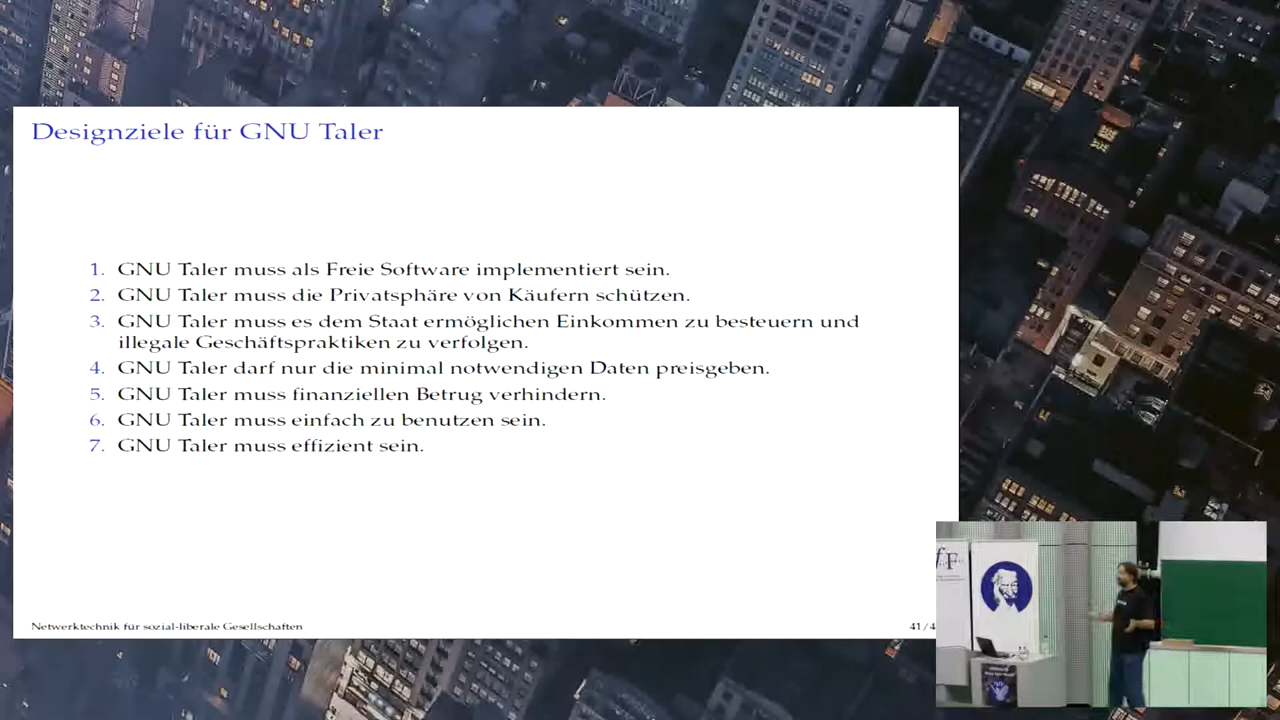 Designziele für GNU Taler
1. GNU Taler muss als Freie Software implementiert sein.
2. GNU Taler muss die Privatsphäre von Käufern schützen.
3. GNU Taler muss es dem Staat ermöglichen Einkommen zu besteuern und
illegale Geschäftspraktiken zu verfolgen.
4. GNU Taler darf nur die minimal notwendigen Daten preisgeben.
5. GNU Taler muss finanziellen Betrug verhindern.
6. GNU Taler muss einfach zu benutzen sein.
7. GNU Taler muss effizient sein.
Netwerktechnik für sozial-liberale Gesellschaften
41 / 4